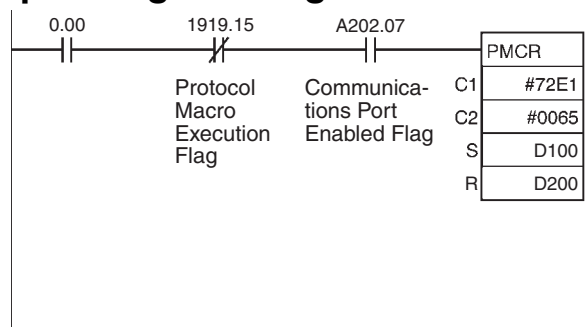 0.00 1919.15 A202.07
PMCR
Protocol
Macro
Execution
Flag
Communica-
tions Port
Enabled Flag
C1 #72E1
C2 #0065
S D100
R D200